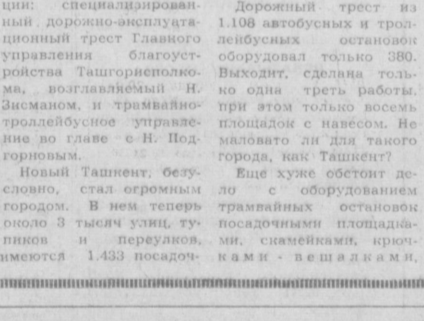 ции: специализирован-
ный дорожно-эксплуата-
ционный трест Главного
управления благоуст-
ройства Ташгорисполко-
ма, возглавляемый Н.
Зисманом, и трамвайно-
троллейбусное управле-
ние во главе с Н. Под-
горновым.
Новый Ташкент, безу-
словно, стал огромным
городом. В нем теперь
около 3 тысяч улиц, ту-
пиков и переулков,
имеются 1.433 посадоч-
Дорожный трест из
1.108 автобусных и трол-
лейбусных остановок
оборудовал только 380.
Выходит, сделана толь-
ко одна треть работы,
при этом только восемь
площадок с навесом. Не
маловато ли для такого
города, как Ташкент?
Еще хуже обстоит де-
ло с оборудованием
трамвайных остановок
посадочными площадка-
ми, скамейками, крюч-
ками-вешалками,